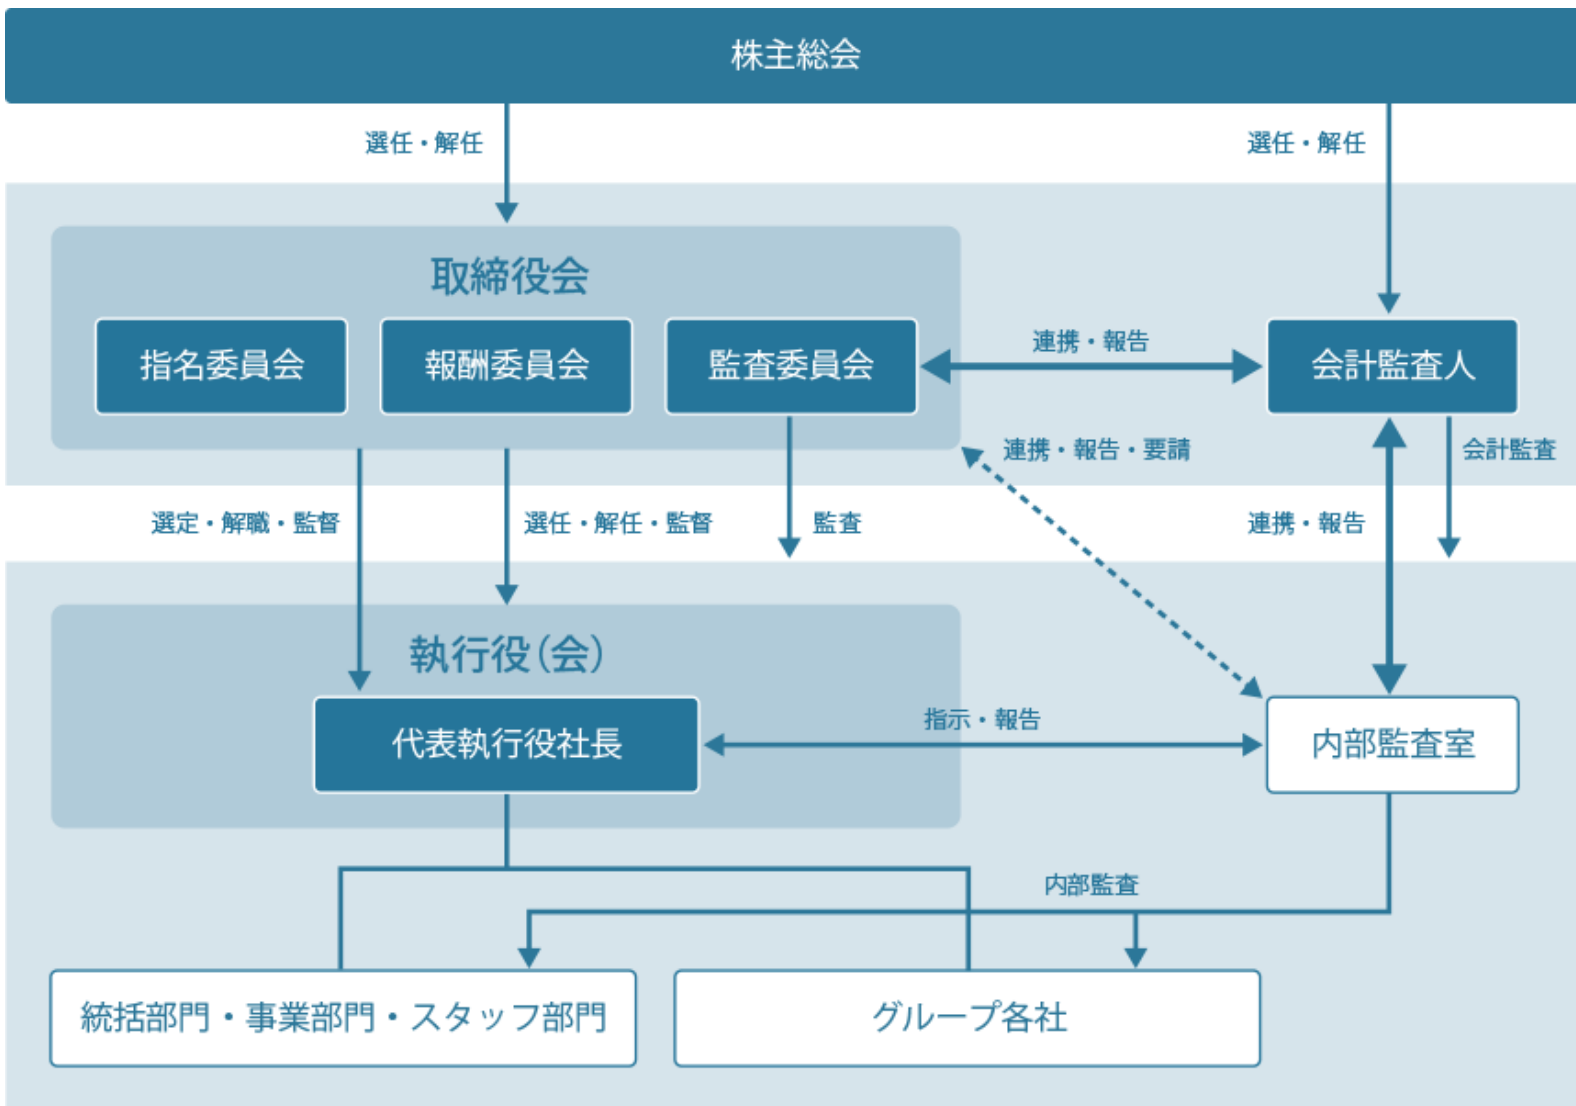 株主総会
選任・解任
選任・解任
取締役会
指名委員会
報酬委員会
監査委員会
連携・報告
会計監査人
連携・報告・要請
会計監査
選定・解職・監督
選任・解任・監督
監査
連携・報告
執行役(会)
代表執行役社長
指示・報告
内部監査室
内部監査
統括部門・事業部門・スタッフ部門
グループ各社